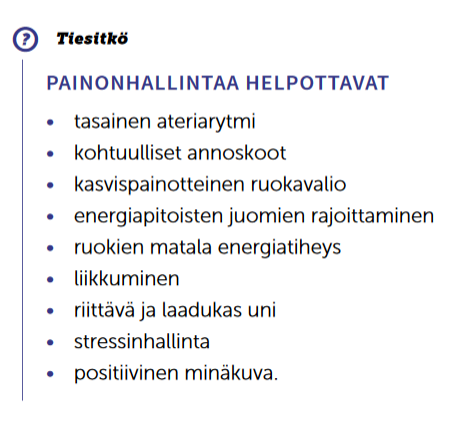 ? Tiesitkö
PAINONHALLINTAA HELPOTTAVAT
• tasainen ateriarytmi
• kohtuulliset annoskoot
• kasvispainotteinen ruokavalio
• energiapitoisten juomien rajoittaminen
• ruokien matala energiatiheys
• liikkuminen
• riittävä ja laadukas uni
• stressinhallinta
• positiivinen minäkuva.